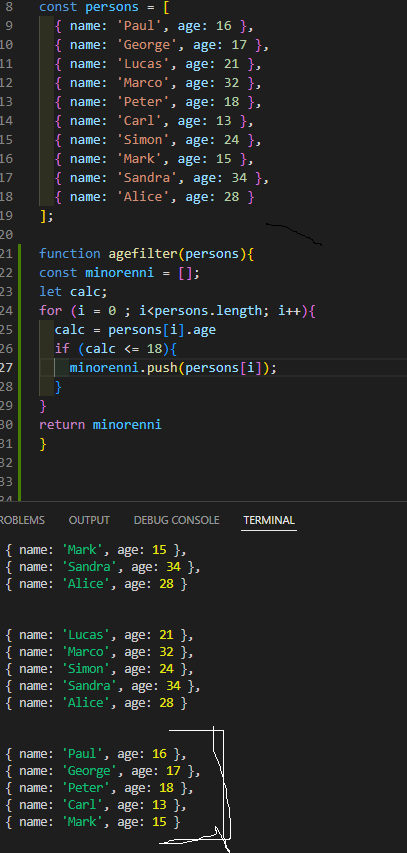 8 const persons = [
9 { name: 'Paul', age: 16 },
10 { name: 'George', age: 17 },
11 { name: 'Lucas', age: 21 },
12 { name: 'Marco', age: 32 },
13 { name: 'Peter', age: 18 },
14 { name: 'Carl', age: 13 },
15 { name: 'Simon', age: 24 },
16 { name: 'Mark', age: 15 },
17 { name: 'Sandra', age: 34 },
18 { name: 'Alice', age: 28 }
19 ];
20
21 function agefilter(persons){
22 const minorenni = [];
23 let calc;
24 for (i = 0 ; i<persons.length; i++){
25 calc = persons[i].age
26 if (calc <= 18){
27 minorenni.push(persons[i]);
28 }
29 }
30 return minorenni
31 }
32
33
34
ROBLEMS OUTPUT DEBUG CONSOLE TERMINAL
{ name: 'Mark', age: 15 },
{ name: 'Sandra', age: 34 },
{ name: 'Alice', age: 28 }
{ name: 'Lucas', age: 21 },
{ name: 'Marco', age: 32 },
{ name: 'Simon', age: 24 },
{ name: 'Sandra', age: 34 },
{ name: 'Alice', age: 28 }
{ name: 'Paul', age: 16 },
{ name: 'George', age: 17 },
{ name: 'Peter', age: 18 },
{ name: 'Carl', age: 13 },
{ name: 'Mark', age: 15 }